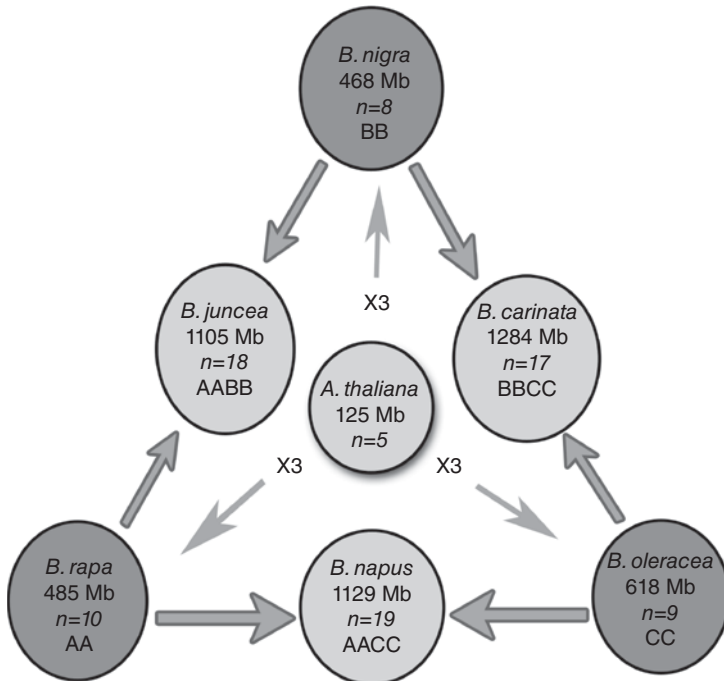 B. nigra
468 Mb
n=8
BB
B. juncea
1105 Mb
n=18
AABB
X3
B. carinata
1284 Mb
n=17
BBCC
A. thaliana
125 Mb
n=5
X3
X3
B. rapa
485 Mb
n=10
AA
B. napus
1129 Mb
n=19
AACC
B. oleracea
618 Mb
n=9
CC